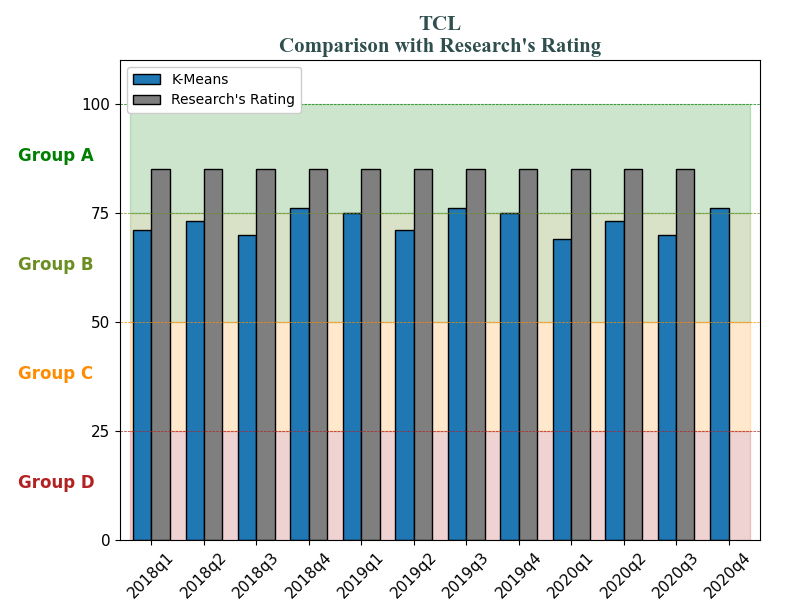 TCL
Comparison with Research's Rating
K-Means
Research's Rating
100
Group A
75
Group B
50
Group C
25
Group D
0
2018q1
2018q2
2018q3
2018q4
2019q1
2019q2
2019q3
2019q4
2020q1
2020q2
2020q3
2020q4